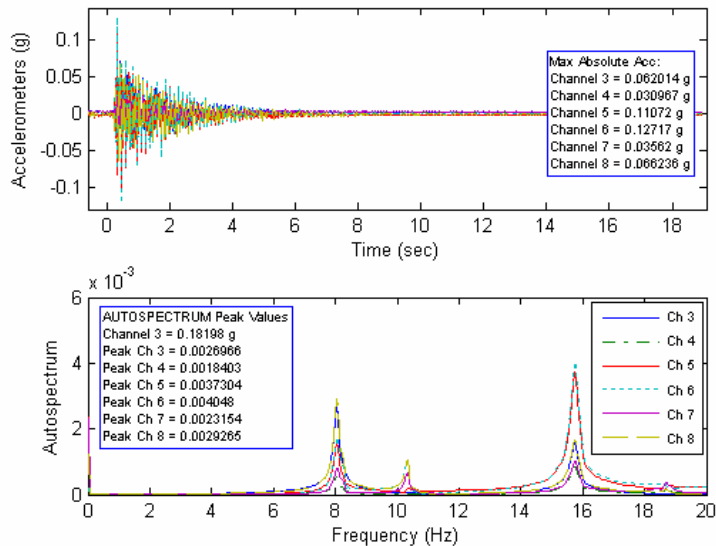 0.1
0.05
0
-0.05
-0.1
Accelerometers (g)
Max Absolute Acc:
Channel 3 = 0.062014 g
Channel 4 = 0.030967 g
Channel 5 = 0.11072 g
Channel 6 = 0.12717 g
Channel 7 = 0.03562 g
Channel 8 = 0.066236 g
0 2 4 6 8 10 12 14 16 18
Time (sec)
x 10-3
6
4
2
0
Autospectrum
AUTOSPECTRUM Peak Values
Channel 3 = 0.18198 g
Peak Ch 3 = 0.0026966
Peak Ch 4 = 0.0018403
Peak Ch 5 = 0.0037304
Peak Ch 6 = 0.004048
Peak Ch 7 = 0.0023154
Peak Ch 8 = 0.0029265
Ch 3
Ch 4
Ch 5
Ch 6
Ch 7
Ch 8
0 2 4 6 8 10 12 14 16 18 20
Frequency (Hz)